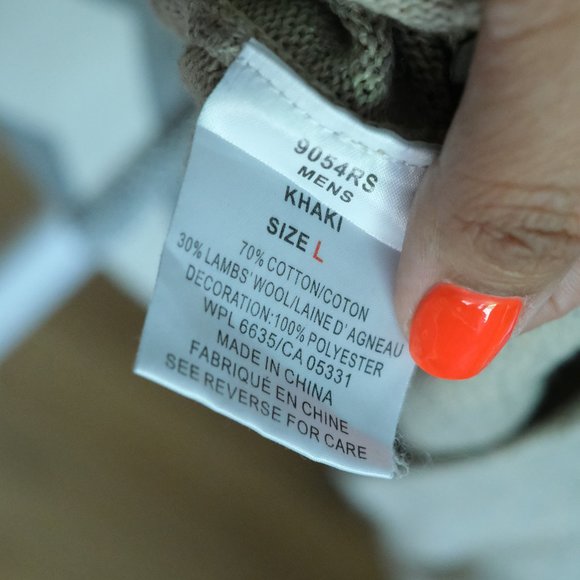 9054RS
MENS
KHAKI
SIZE L
70% COTTON/COTON
30% LAMBS'WOOL/LAINE D'AGNEAU
DECORATION:100% POLYESTER
WPL 6635/CA 05331
MADE IN CHINA
FABRIQUÉ EN CHINE
SEE REVERSE FOR CARE